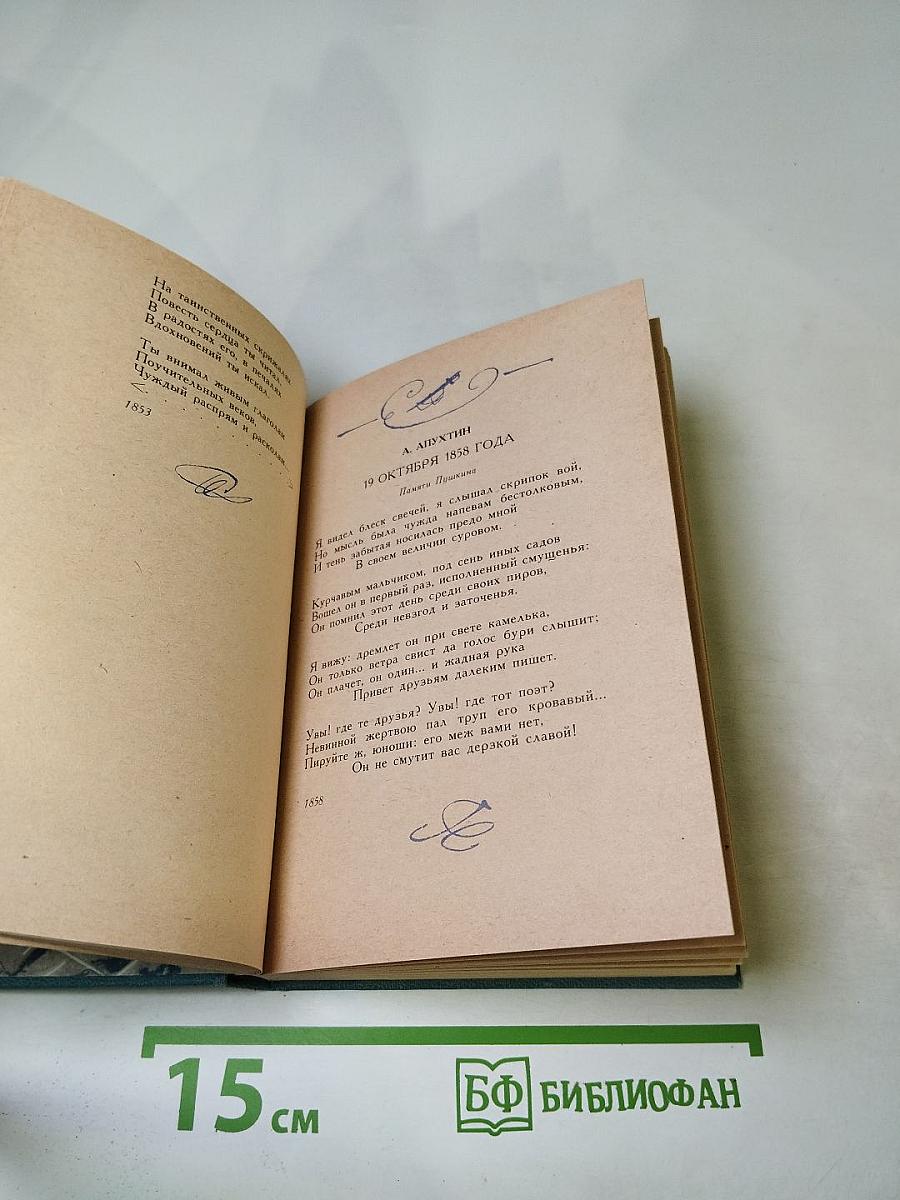 На таинственных скрижалях
Повесть сердца ты читал,
В радостях его, в печалях
Вдохновений ты искал.
Ты внимал живым глаголам
Поучительных веков,
Чуждый распрям и расколам...
<. . . . . . . . . . . . . . . . >
1853
А. АПУХТИН
19 ОКТЯБРЯ 1858 ГОДА
Памяти Пушкина
Я видел блеск свечей, я слышал скрипок вой,
Но мысль была чужда напевам бестолковым,
И тень забытая носилась предо мной
В своем величии суровом.
Курчавым мальчиком, под сень иных садов
Вошел он в первый раз, исполненный смущенья:
Он помнил этот день среди своих пиров,
Среди невзгод и заточенья.
Я вижу: дремлет он при свете камелька,
Он только ветра свист да голос бури слышит;
Он плачет, он один... и жадная рука
Привет друзьям далеким пишет.
Увы! где те друзья? Увы! где тот поэт?
Невинной жертвою пал труп его кровавый...
Пируйте ж, юноши: его меж вами нет,
Он не смутит вас дерзкой славой!
1858
15 см
БФ БИБЛИОФАН